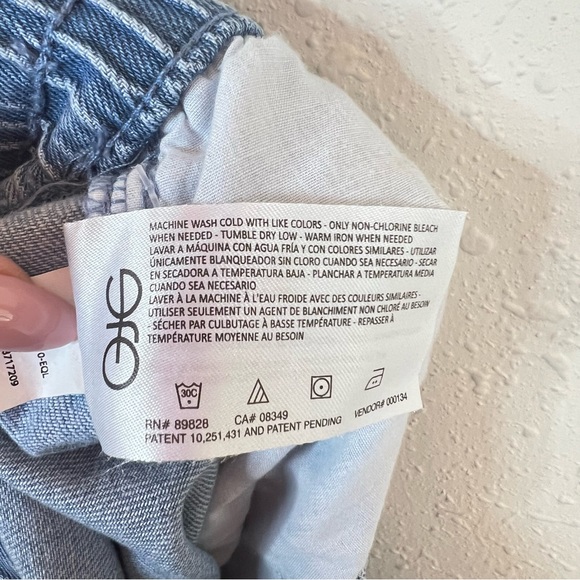 MACHINE WASH COLD WITH LIKE COLORS - ONLY NON-CHLORINE BLEACH
WHEN NEEDED - TUMBLE DRY LOW - WARM IRON WHEN NEEDED
LAVAR A MÁQUINA CON AGUA FRÍA Y CON COLORES SIMILARES - UTILIZAR
ÚNICAMENTE BLANQUEADOR SIN CLORO CUANDO SEA NECESARIO - SECAR
EN SECADORA A TEMPERATURA BAJA - PLANCHAR A TEMPERATURA MEDIA
CUANDO SEA NECESARIO
LAVER À LA MACHINE À L'EAU FROIDE AVEC DES COULEURS SIMILAIRES -
UTILISER SEULEMENT UN AGENT DE BLANCHIMENT NON CHLORÉ AU BESOIN
- SÉCHER PAR CULBUTAGE À BASSE TEMPÉRATURE - REPASSER À
TEMPÉRATURE MOYENNE AU BESOIN
30C
RN# 89828 CA# 08349 VENDOR# 000134
PATENT 10,251,431 AND PATENT PENDING
0-EQL
3717209